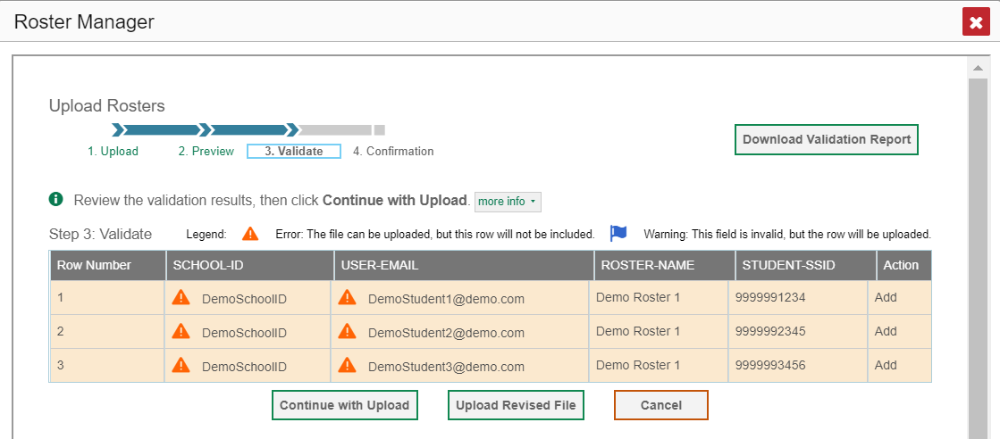 Roster Manager
Upload Rosters
1. Upload 2. Preview 3. Validate 4. Confirmation
Download Validation Report
Review the validation results, then click Continue with Upload. more info
Step 3: Validate Legend: Error: The file can be uploaded, but this row will not be included. Warning: This field is invalid, but the row will be uploaded.
Row Number SCHOOL-ID USER-EMAIL ROSTER-NAME STUDENT-SSID Action
1 DemoSchoolID DemoStudent1@demo.com Demo Roster 1 9999991234 Add
2 DemoSchoolID DemoStudent2@demo.com Demo Roster 1 9999992345 Add
3 DemoSchoolID DemoStudent3@demo.com Demo Roster 1 9999993456 Add
Continue with Upload Upload Revised File Cancel